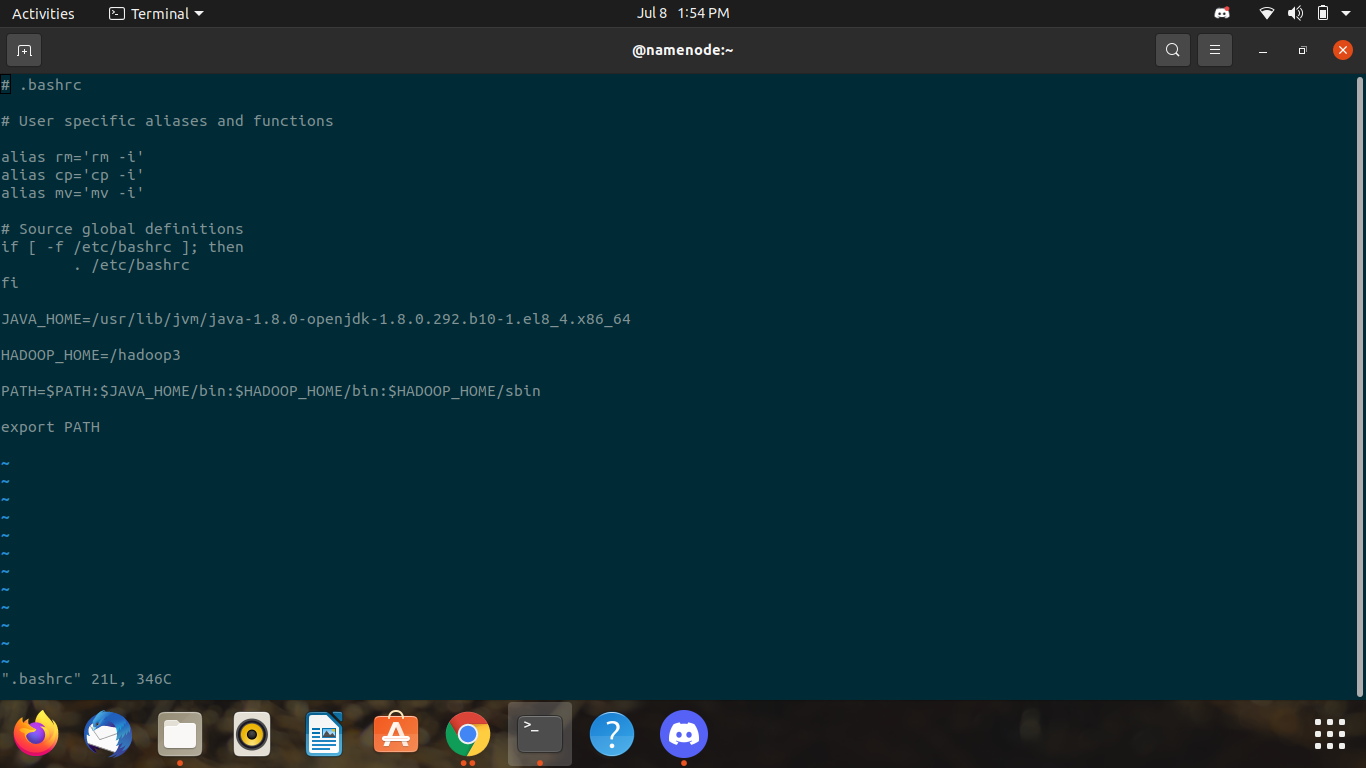 Activities
Terminal
Jul 8 1:54 PM
@namenode:~
# .bashrc
# User specific aliases and functions
alias rm='rm -i'
alias cp='cp -i'
alias mv='mv -i'
# Source global definitions
if [ -f /etc/bashrc ]; then
        . /etc/bashrc
fi
JAVA_HOME=/usr/lib/jvm/java-1.8.0-openjdk-1.8.0.292.b10-1.el8_4.x86_64
HADOOP_HOME=/hadoop3
PATH=$PATH:$JAVA_HOME/bin:$HADOOP_HOME/bin:$HADOOP_HOME/sbin
export PATH
~
~
~
~
~
~
~
~
~
~
~
~
".bashrc" 21L, 346C